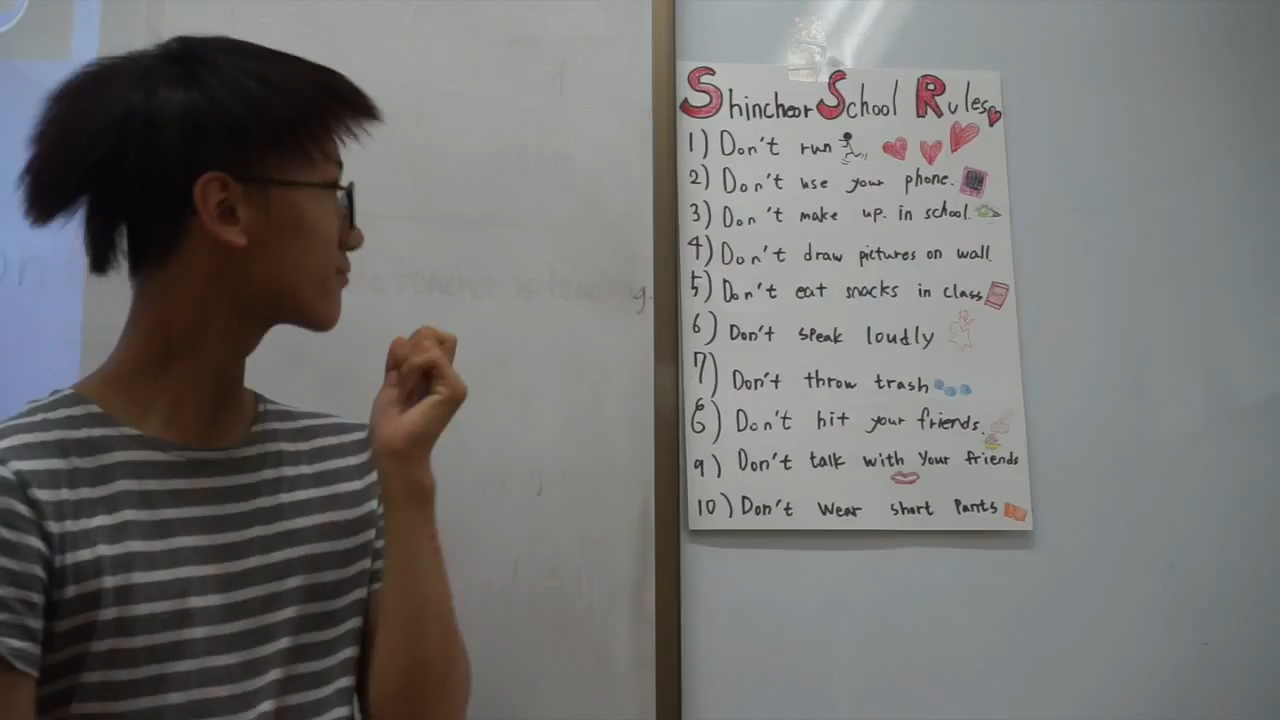 Shincheor School Rules
1) Don't run
2) Don't use your phone.
3) Don't make up. in school.
4) Don't draw pictures on wall.
5) Don't eat snacks in class
6) Don't speak loudly
7) Don't throw trash
8) Don't hit your friends.
9) Don't talk with your friends
10) Don't wear short pants